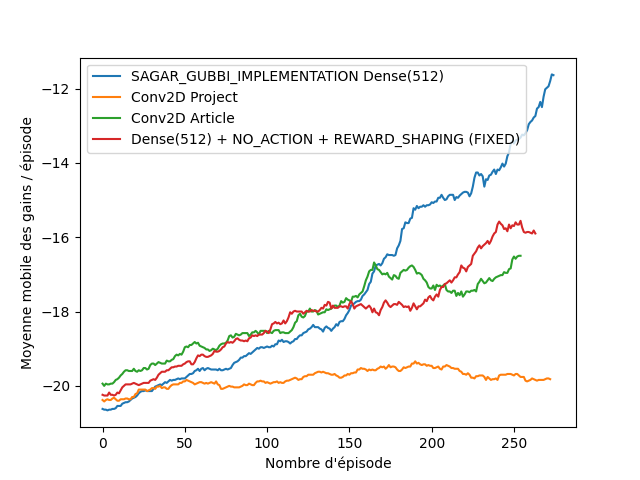 SAGAR_GUBBI_IMPLEMENTATION Dense(512)
Conv2D Project
Conv2D Article
Dense(512) + NO_ACTION + REWARD_SHAPING (FIXED)
Moyenne mobile des gains / épisode
−12
−14
−16
−18
−20
0 50 100 150 200 250
Nombre d'épisode